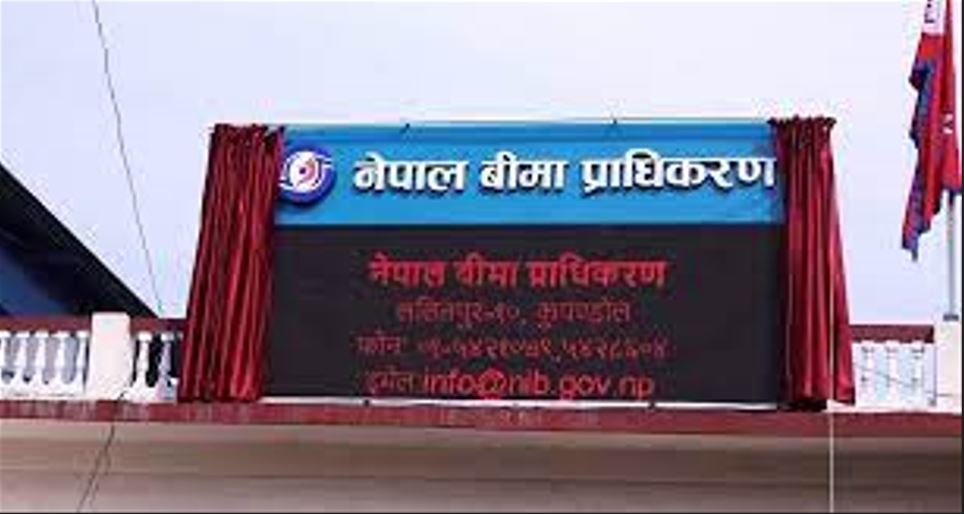 नेपाल बीमा प्राधिकरण
नेपाल बीमा प्राधिकरण
ललितपुर-१०, कुपण्डोल
फोन
इमेल info@nib.gov.np